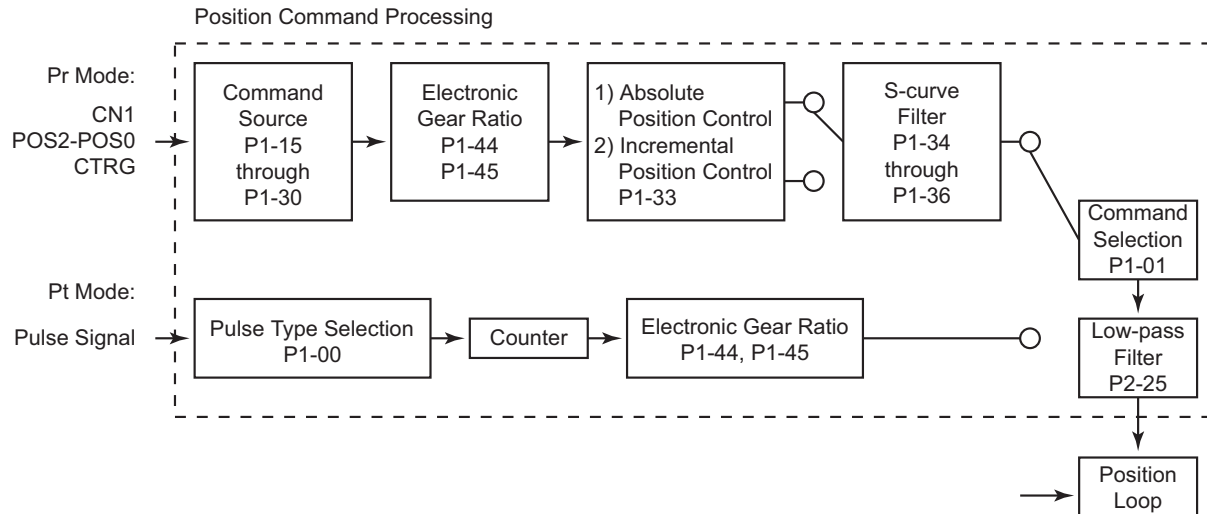 Position Command Processing
Pr Mode:
CN1
POS2-POS0
CTRG
Command
Source
P1-15
through
P1-30
Electronic
Gear Ratio
P1-44
P1-45
1) Absolute
Position Control
2) Incremental
Position Control
P1-33
S-curve
Filter
P1-34
through
P1-36
Command
Selection
P1-01
Pt Mode:
Pulse Signal
Pulse Type Selection
P1-00
Counter
Electronic Gear Ratio
P1-44, P1-45
Low-pass
Filter
P2-25
Position
Loop